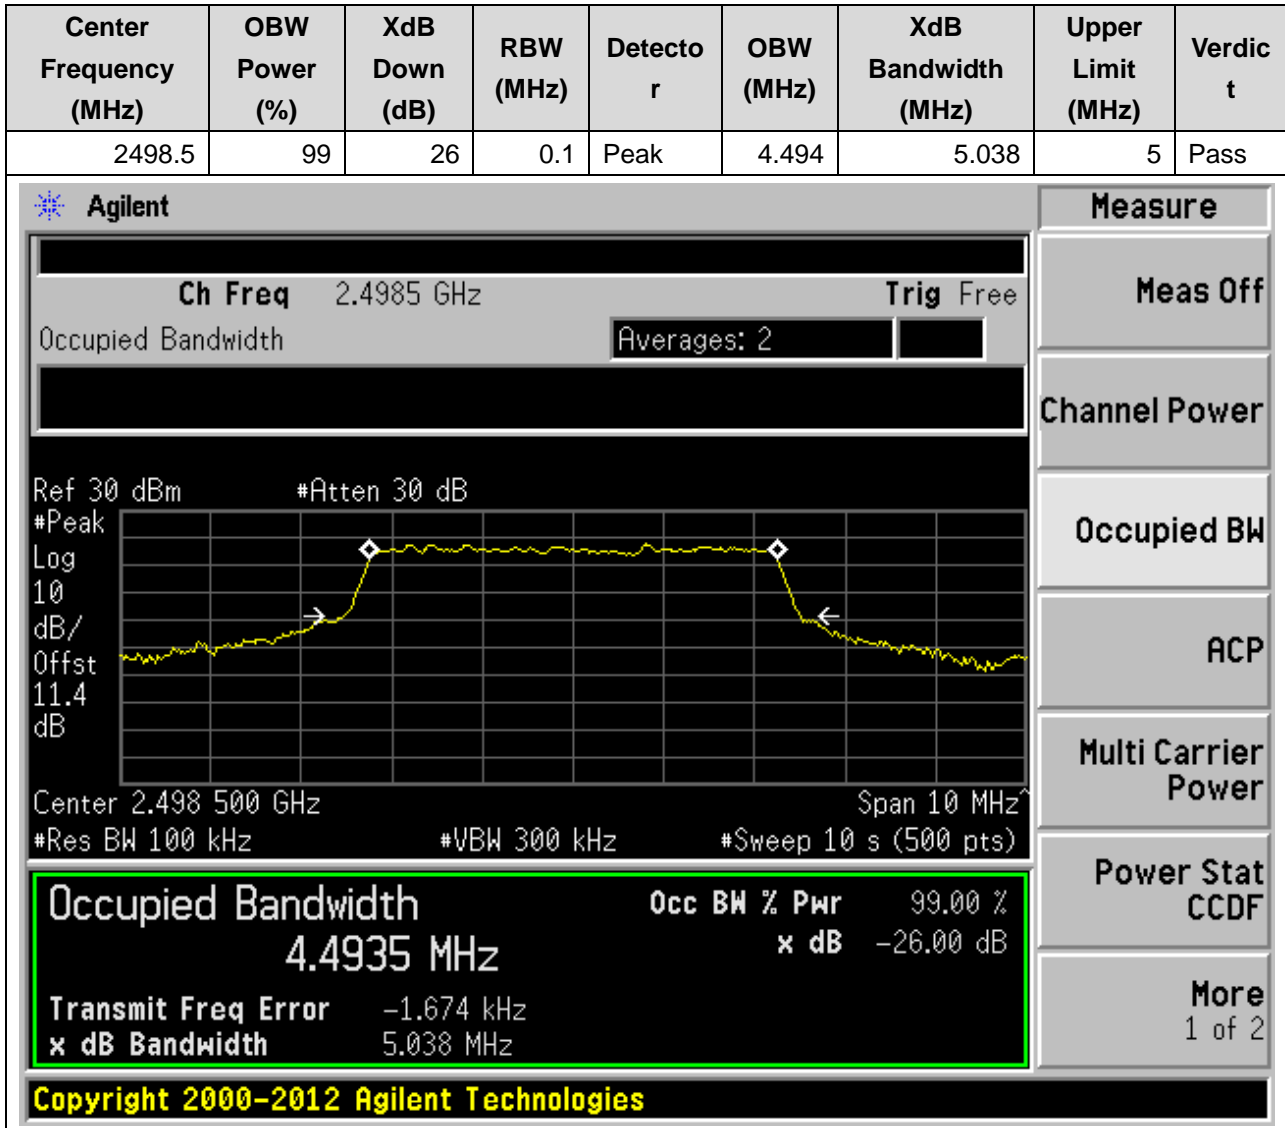 Center Frequency (MHz) OBW Power (%) XdB Down (dB) RBW (MHz) Detecto r OBW (MHz) XdB Bandwidth (MHz) Upper Limit (MHz) Verdic t
2498.5 99 26 0.1 Peak 4.494 5.038 5 Pass
Agilent
Measure
Ch Freq 2.4985 GHz Trig Free
Meas Off
Occupied Bandwidth Averages: 2
Channel Power
Ref 30 dBm #Atten 30 dB
#Peak
Log
10
dB/
Offst
11.4
dB
Occupied BW
ACP
Multi Carrier
Power
Center 2.498 500 GHz Span 10 MHz^
#Res BW 100 kHz #VBW 300 kHz #Sweep 10 s (500 pts)
Power Stat
CCDF
Occupied Bandwidth Occ BW % Pwr 99.00 %
4.4935 MHz x dB -26.00 dB
Transmit Freq Error -1.674 kHz
x dB Bandwidth 5.038 MHz
More
1 of 2
Copyright 2000-2012 Agilent Technologies